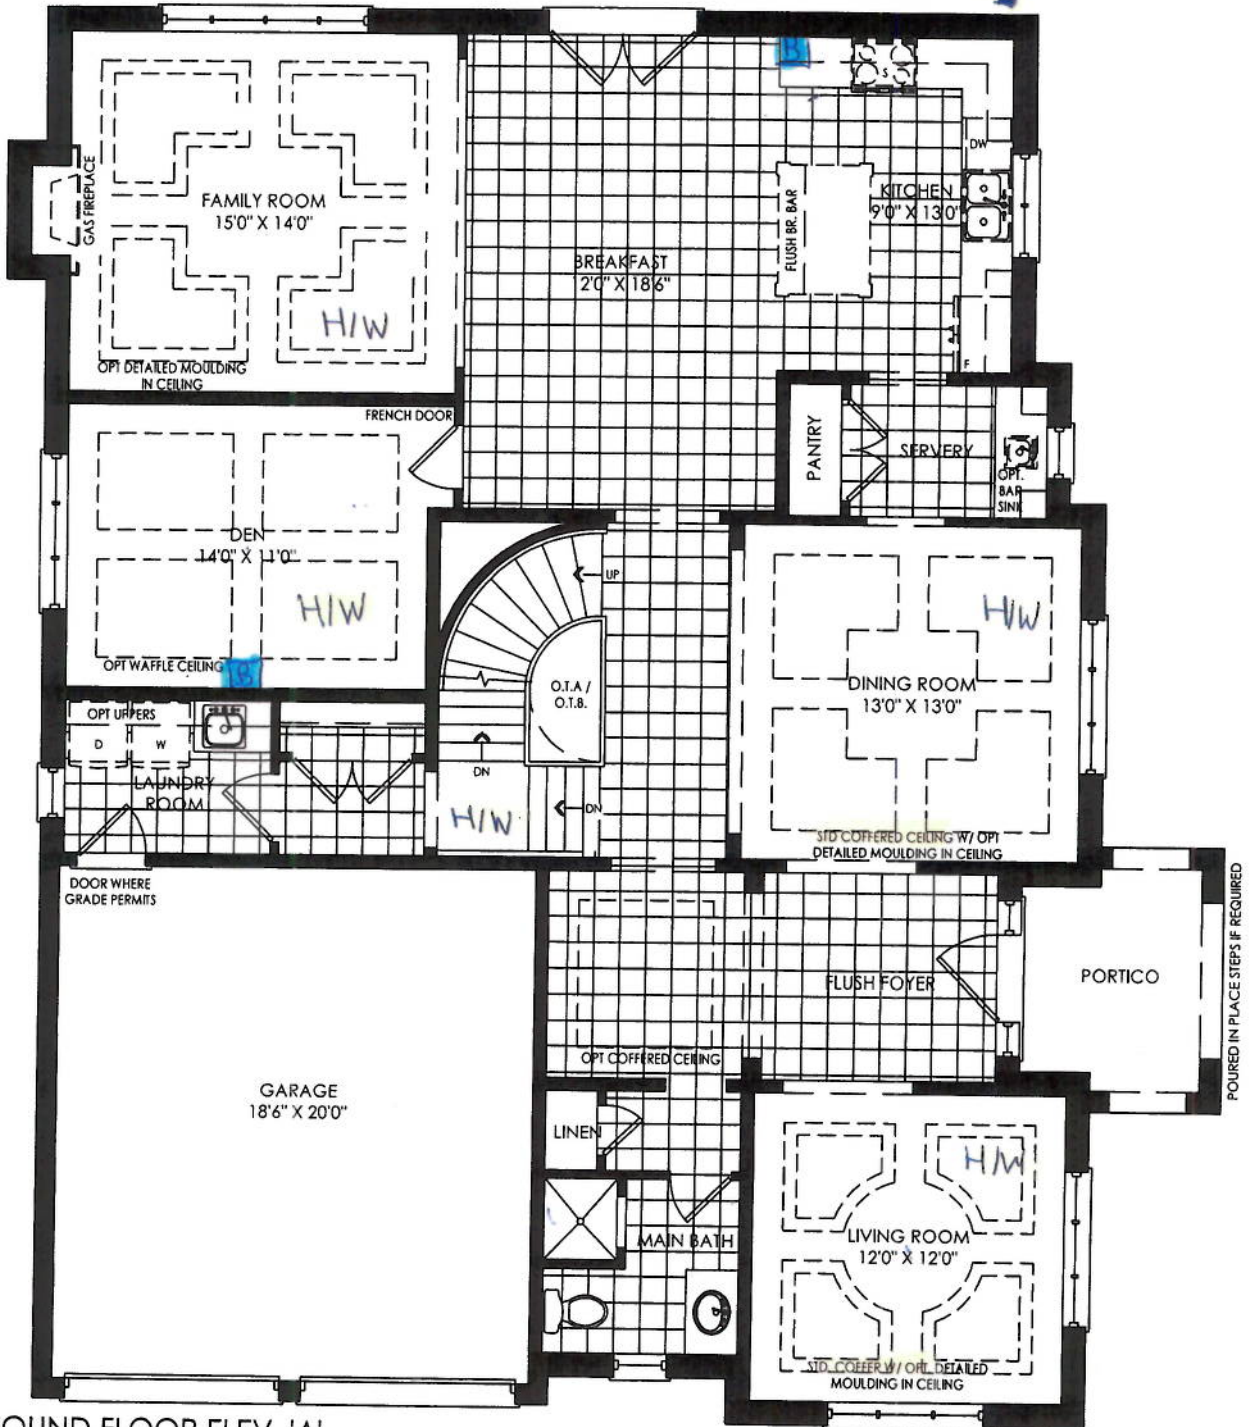 B
S
DW
GAS FIREPLACE
FAMILY ROOM
15'0" X 14'0"
H/W
OPT DETAILED MOULDING
IN CEILING
BREAKFAST
2'0" X 18'6"
FLUSH BR. BAR
KITCHEN
9'0" X 13'0"
F
FRENCH DOOR
PANTRY
SERVERY
OPT.
BAR
SINK
DEN
14'0" X 11'0"
H/W
OPT WAFFLE CEILING
B
UP
O.T.A /
O.T.B.
DN
DN
H/W
H/W
DINING ROOM
13'0" X 13'0"
STD COFFERED CEILING W/ OPT
DETAILED MOULDING IN CEILING
OPT UPPERS
D
W
LAUNDRY
ROOM
DOOR WHERE
GRADE PERMITS
FLUSH FOYER
PORTICO
POURED IN PLACE STEPS IF REQUIRED
OPT COFFERED CEILING
GARAGE
18'6" X 20'0"
LINEN
MAIN BATH
H/W
LIVING ROOM
12'0" X 12'0"
STD. COFFER W/ OPT. DETAILED
MOULDING IN CEILING
OUND FLOOR ELEV. 'A'